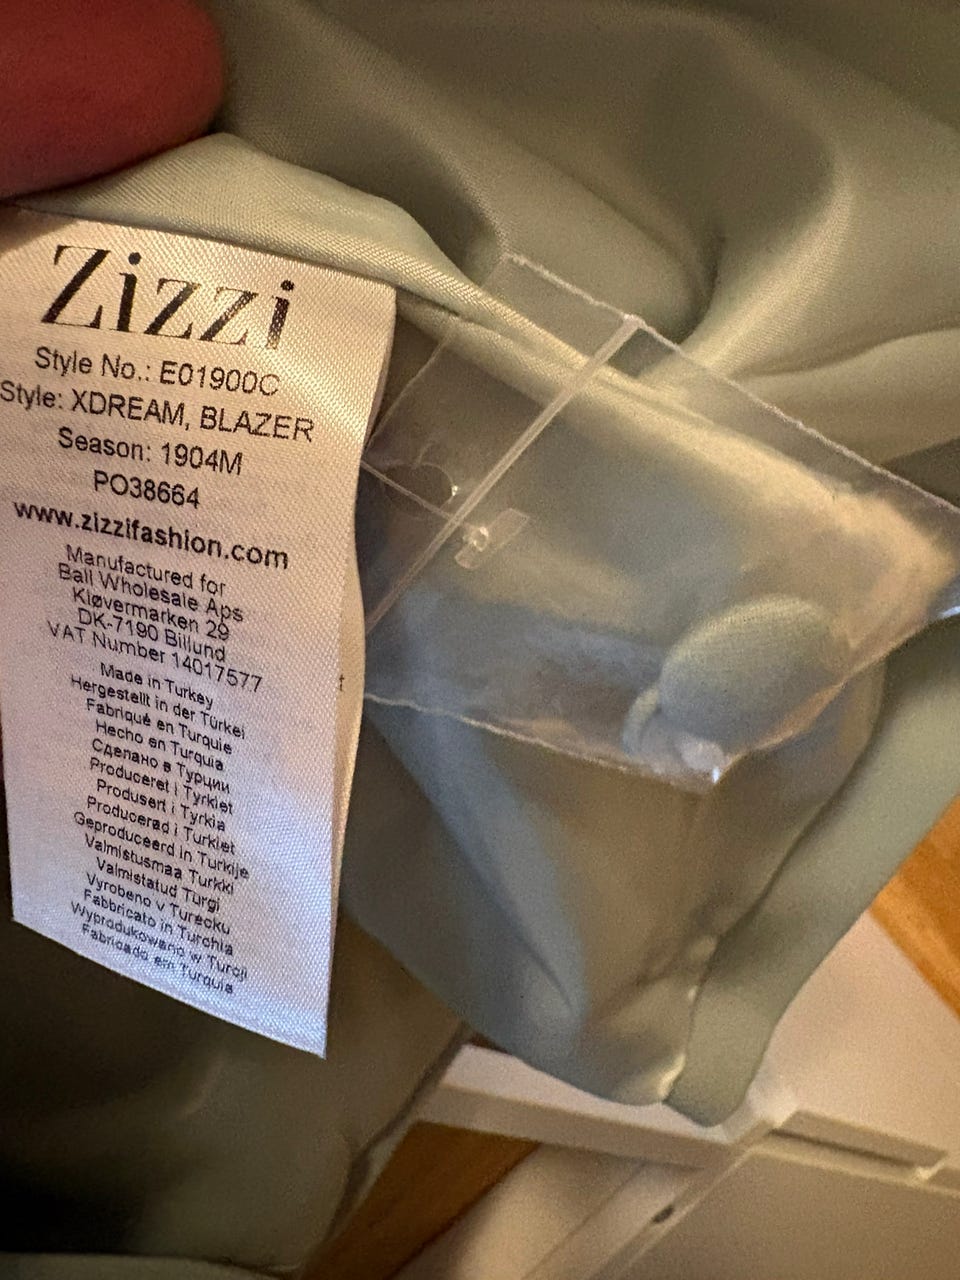 Zizzi
Style No.: E01900C
Style: XDREAM, BLAZER
Season: 1904M
PO38664
www.zizzifashion.com
Manufactured for
Ball Wholesale Aps
Kløvermarken 29
DK-7190 Billund
VAT Number 14017577
Made in Turkey
Hergestellt in der Türkei
Fabriqué en Turquie
Hecho en Turquia
Сделано в Турции
Produceret i Tyrkiet
Produsert i Tyrkia
Producerad i Turkiet
Geproduceerd in Turkije
Valmistusmaa Turkki
Valmistatud Türgi
Vyrobeno v Turecku
Fabbricato in Turchia
Wyprodukowano w Turcji
Fabricado em Turquia